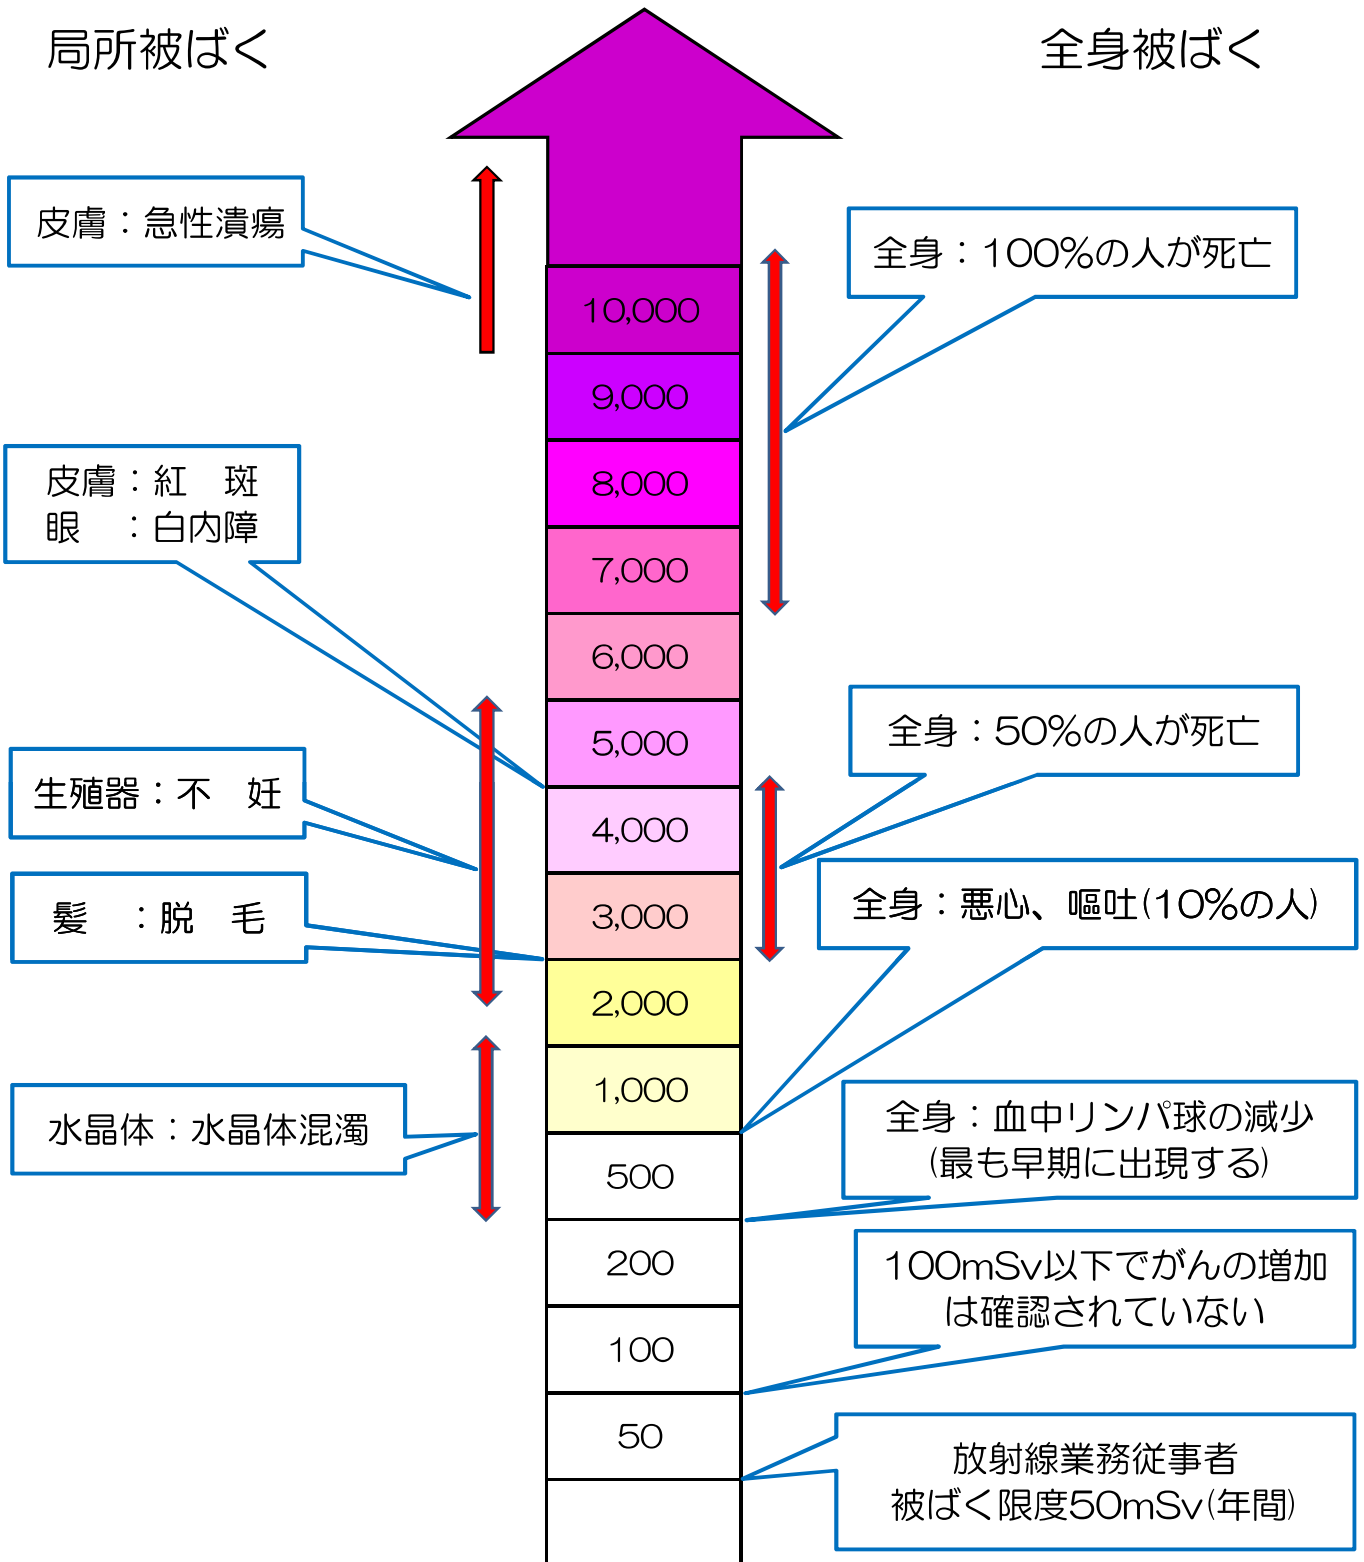 局所被ばく
全身被ばく
皮膚：急性潰瘍
全身：100%の人が死亡
10,000
9,000
皮膚：紅　斑
眼　：白内障
8,000
7,000
6,000
5,000
全身：50%の人が死亡
生殖器：不　妊
4,000
髪　：脱　毛
3,000
全身：悪心、嘔吐(10%の人)
2,000
1,000
水晶体：水晶体混濁
全身：血中リンパ球の減少
(最も早期に出現する)
500
200
100mSv以下でがんの増加
は確認されていない
100
50
放射線業務従事者
被ばく限度50mSv(年間)